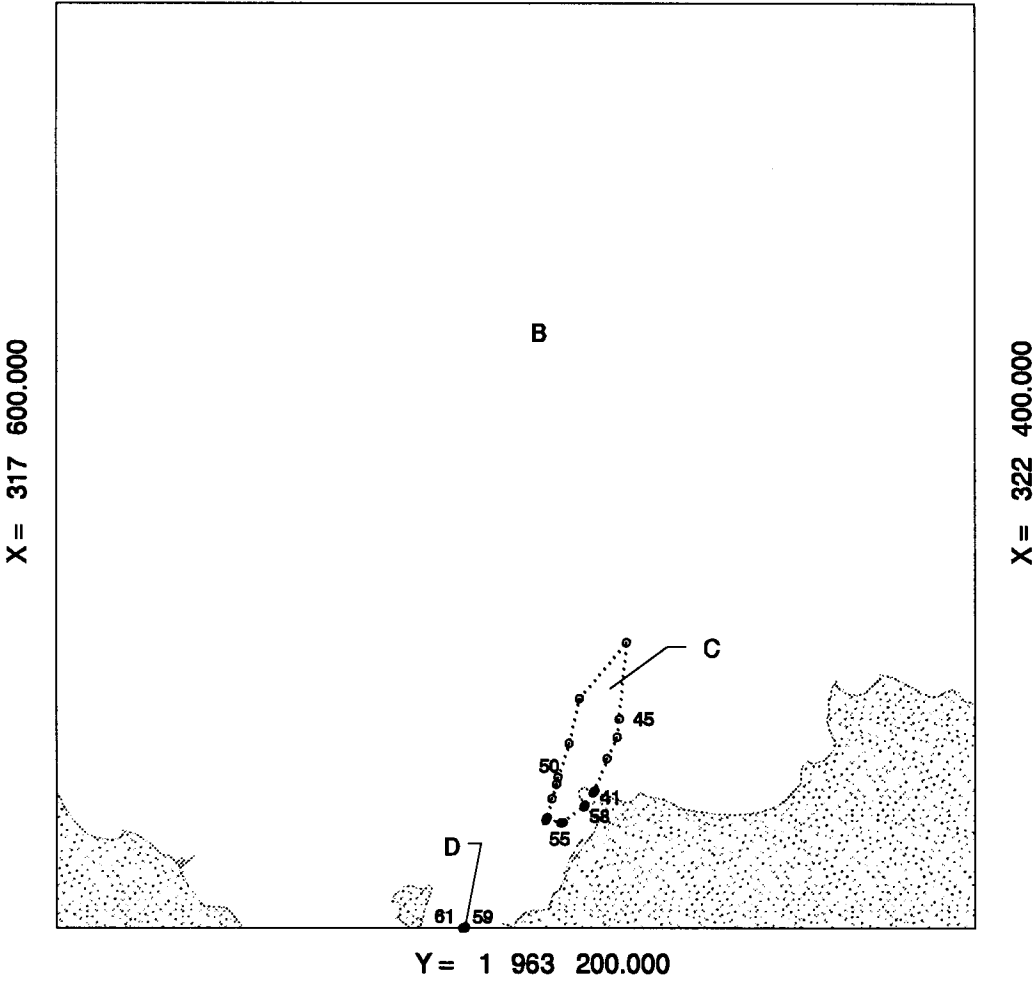 B
X = 317 600.000
X = 322 400.000
C
45
50
41
58
55
D
61 59
Y = 1 963 200.000